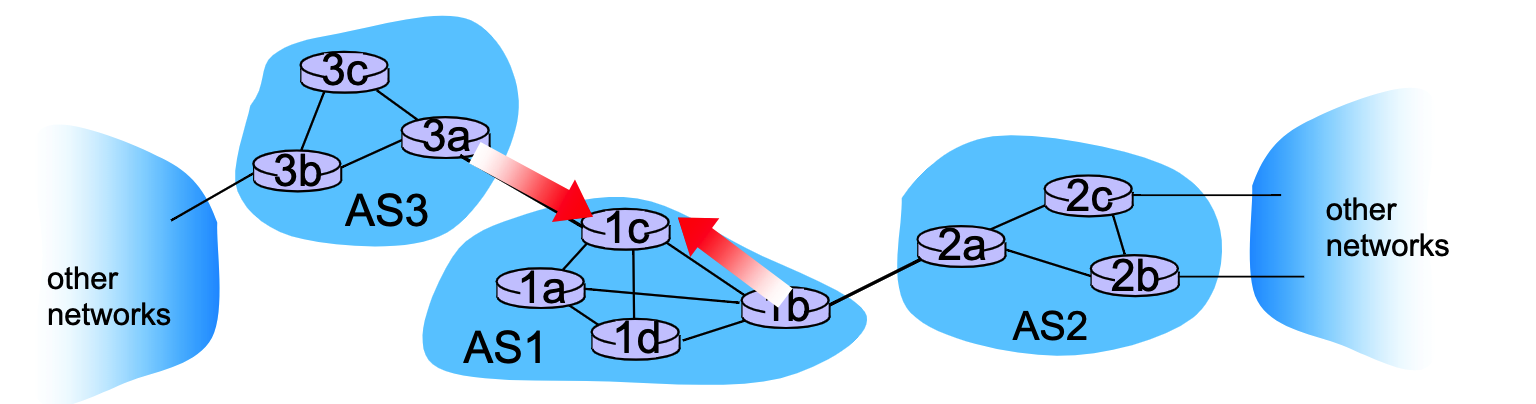 3c
3a
3b
AS3
other
networks
1c
1a
1b
1d
AS1
2c
2a
2b
AS2
other
networks